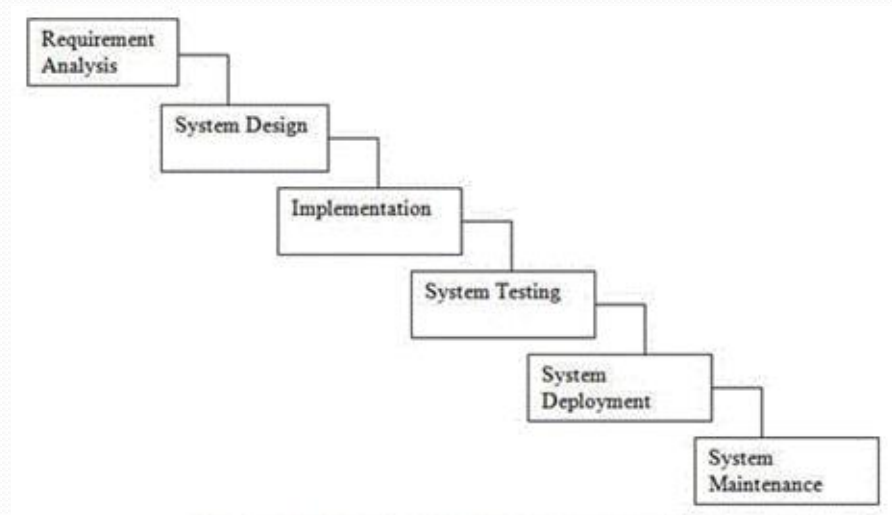 Requirement
Analysis
System Design
Implementation
System Testing
System
Deployment
System
Maintenance